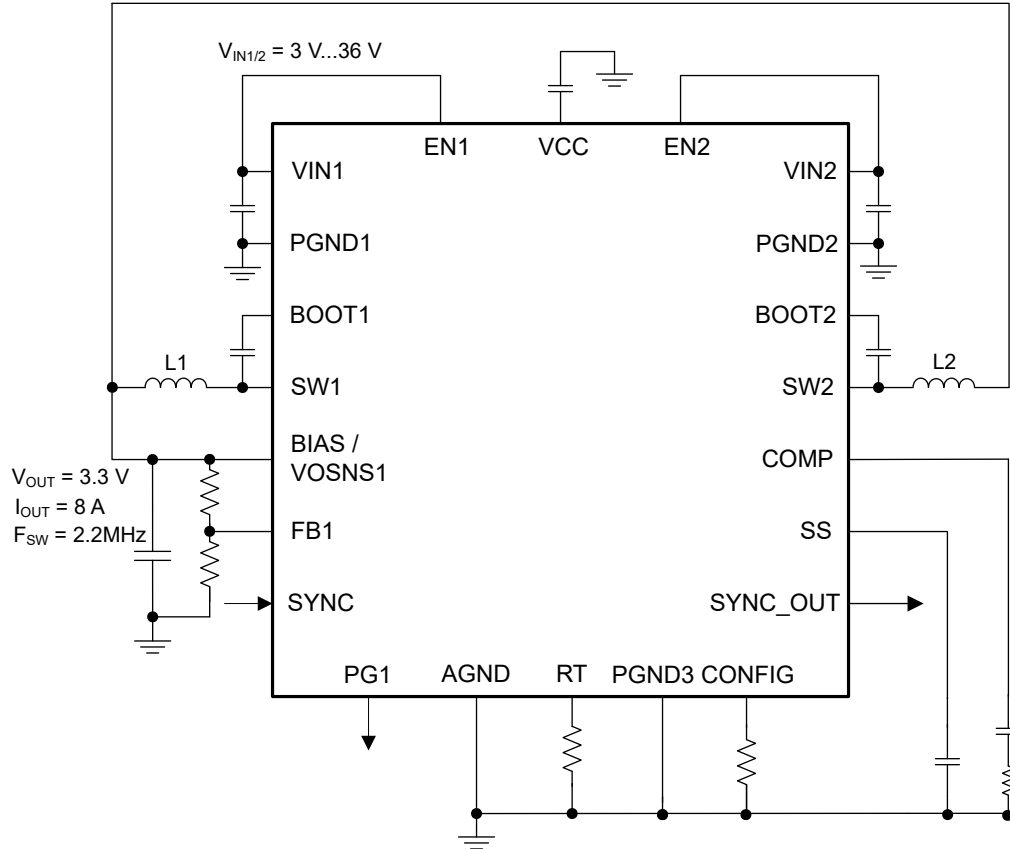 V_IN1/2 = 3 V...36 V
EN1
VCC
EN2
VIN1
VIN2
PGND1
PGND2
BOOT1
BOOT2
L1
L2
SW1
SW2
BIAS /
VOSNS1
COMP
V_OUT = 3.3 V
I_OUT = 8 A
F_SW = 2.2MHz
FB1
SS
SYNC
SYNC_OUT
PG1
AGND
RT
PGND3
CONFIG